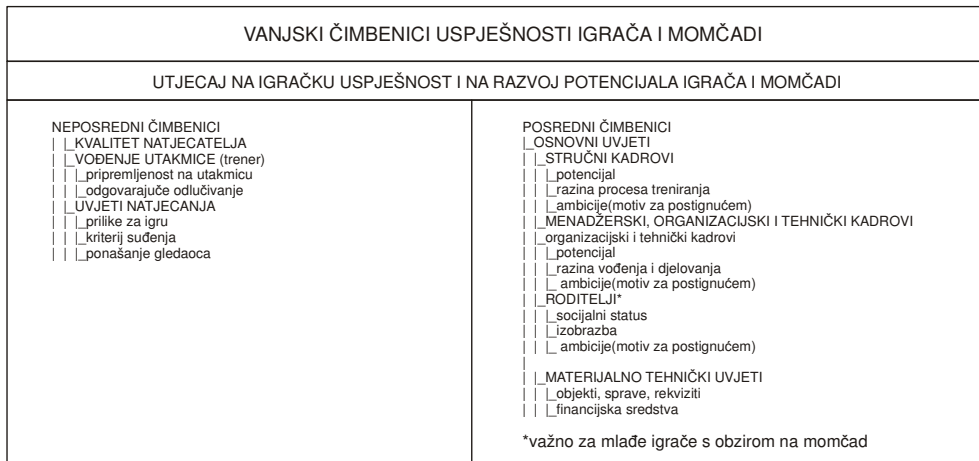 VANJSKI ČIMBENICI USPJEŠNOSTI IGRAČA I MOMČADI
UTJECAJ NA IGRAČKU USPJEŠNOST I NA RAZVOJ POTENCIJALA IGRAČA I MOMČADI
NEPOSREDNI ČIMBENICI
| |_KVALITET NATJECATELJA
| |_VOĐENJE UTAKMICE (trener)
| | |_pripremljenost na utakmicu
| | |_odgovarajuče odlučivanje
| |_UVJETI NATJECANJA
| | |_prilike za igru
| | |_kriterij suđenja
| | |_ponašanje gledaoca
POSREDNI ČIMBENICI
|_OSNOVNI UVJETI
| |_STRUČNI KADROVI
| | |_potencijal
| | |_razina procesa treniranja
| | |_ambicije(motiv za postignućem)
| |_MENADŽERSKI, ORGANIZACIJSKI I TEHNIČKI KADROVI
| |_organizacijski i tehnički kadrovi
| | |_potencijal
| | |_razina vođenja i djelovanja
| | |_ ambicije(motiv za postignućem)
| |_RODITELJI*
| | |_socijalni status
| | |_izobrazba
| | |_ ambicije(motiv za postignućem)
|
| |_MATERIJALNO TEHNIČKI UVJETI
| | |_objekti, sprave, rekviziti
| | |_financijska sredstva
*važno za mlađe igrače s obzirom na momčad